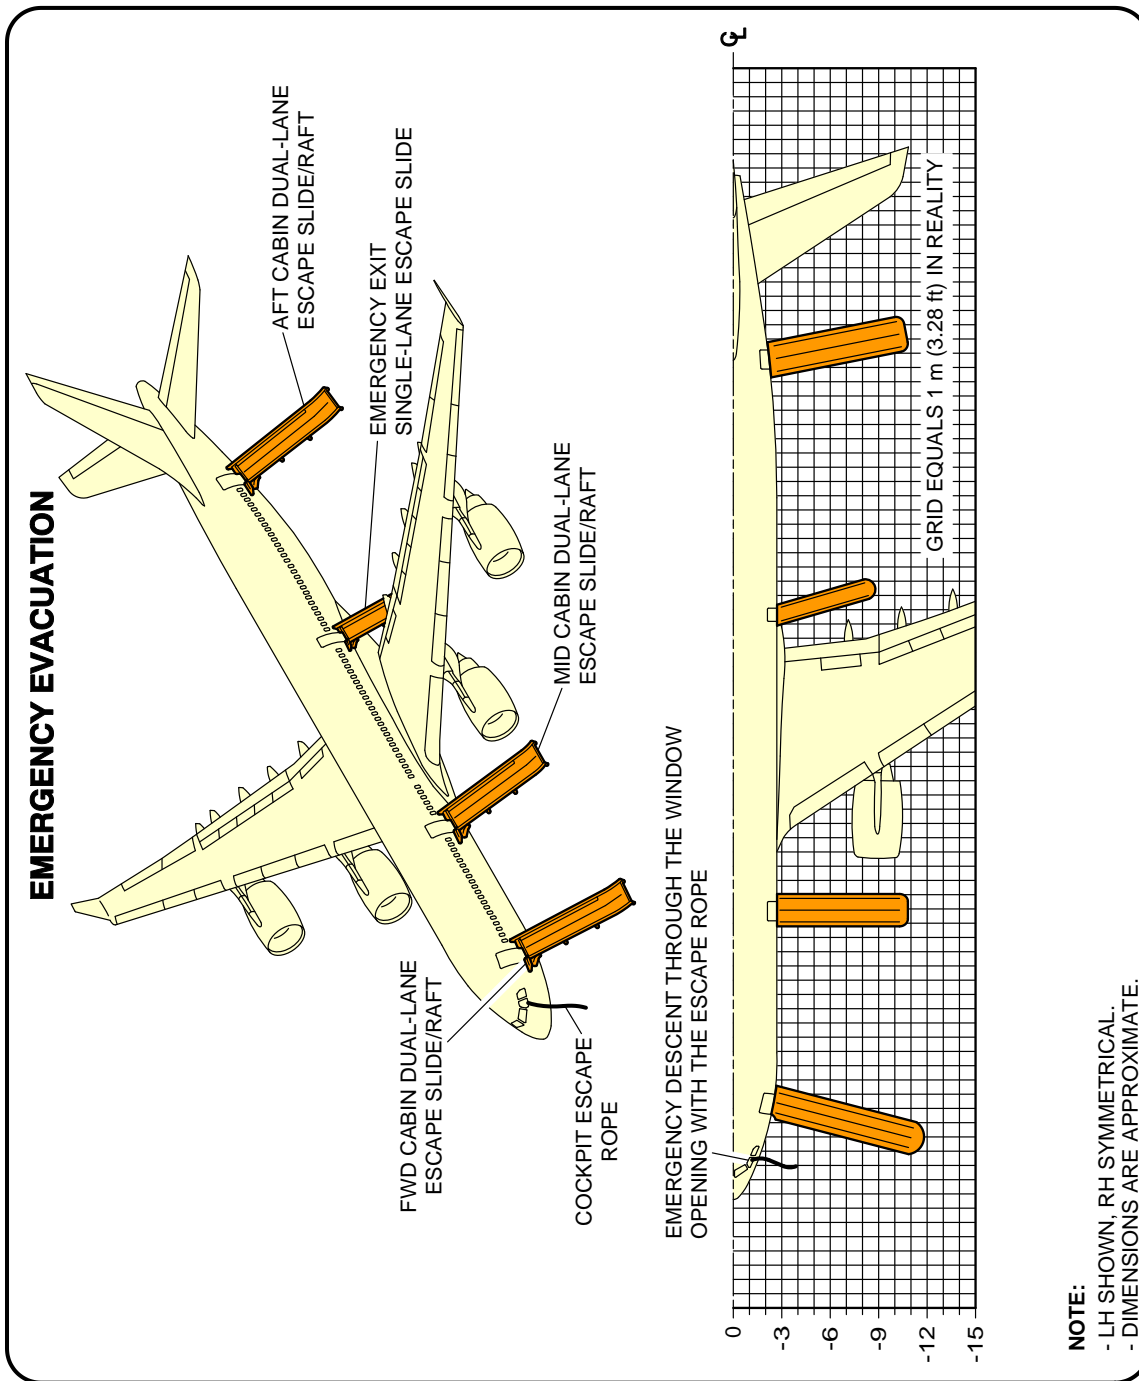 EMERGENCY EVACUATION
AFT CABIN DUAL-LANE
ESCAPE SLIDE/RAFT
EMERGENCY EXIT
SINGLE-LANE ESCAPE SLIDE
MID CABIN DUAL-LANE
ESCAPE SLIDE/RAFT
FWD CABIN DUAL-LANE
ESCAPE SLIDE/RAFT
COCKPIT ESCAPE
ROPE
EMERGENCY DESCENT THROUGH THE WINDOW
OPENING WITH THE ESCAPE ROPE
℄
GRID EQUALS 1 m (3.28 ft) IN REALITY
0
-3
-6
-9
-12
-15
NOTE:
- LH SHOWN, RH SYMMETRICAL.
- DIMENSIONS ARE APPROXIMATE.